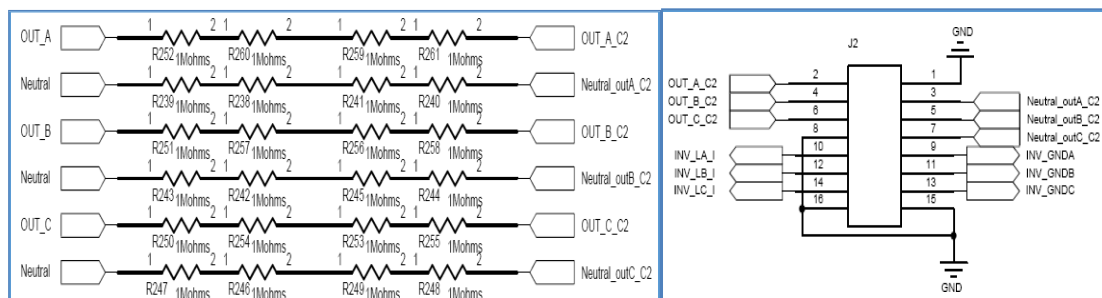 1 2 1 2 1 2 1 2
OUT_A OUT_A_C2
R252 1Mohms R260 1Mohms R259 1Mohms R261 1Mohms
1 2 1 2 1 2 1 2
Neutral Neutral_outA_C2
R239 1Mohms R238 1Mohms R241 1Mohms R240 1Mohms
1 2 1 2 1 2 1 2
OUT_B OUT_B_C2
R251 1Mohms R257 1Mohms R256 1Mohms R258 1Mohms
1 2 1 2 1 2 1 2
Neutral Neutral_outB_C2
R243 1Mohms R242 1Mohms R245 1Mohms R244 1Mohms
1 2 1 2 1 2 1 2
OUT_C OUT_C_C2
R250 1Mohms R254 1Mohms R253 1Mohms R255 1Mohms
1 2 1 2 1 2 1 2
Neutral Neutral_outC_C2
R247 1Mohms R246 1Mohms R249 1Mohms R248 1Mohms
GND
J2
OUT_A_C2 2 1
OUT_B_C2 4 3 Neutral_outA_C2
OUT_C_C2 6 5 Neutral_outB_C2
8 7 Neutral_outC_C2
INV_LA_I 10 9 INV_GNDA
INV_LB_I 12 11 INV_GNDB
INV_LC_I 14 13 INV_GNDC
16 15
GND